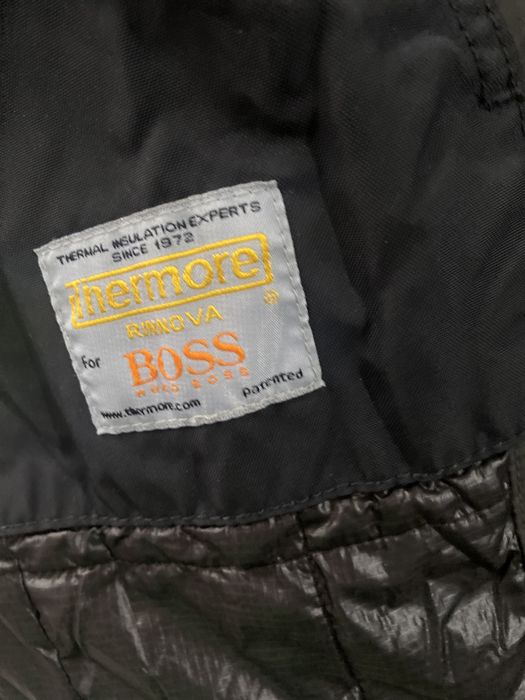 THERMAL INSULATION EXPERTS
SINCE 1972
Thermore
®
RINNOVA
for BOSS
HUGO BOSS
www.thermore.com patented